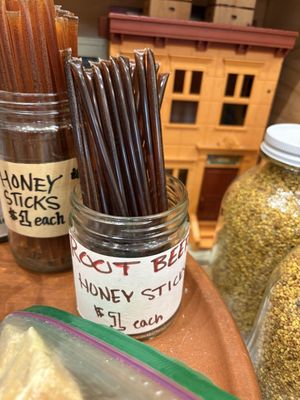 HONEY
STICKS
$1 each
ROOT BEER
HONEY STICKS
$1 each